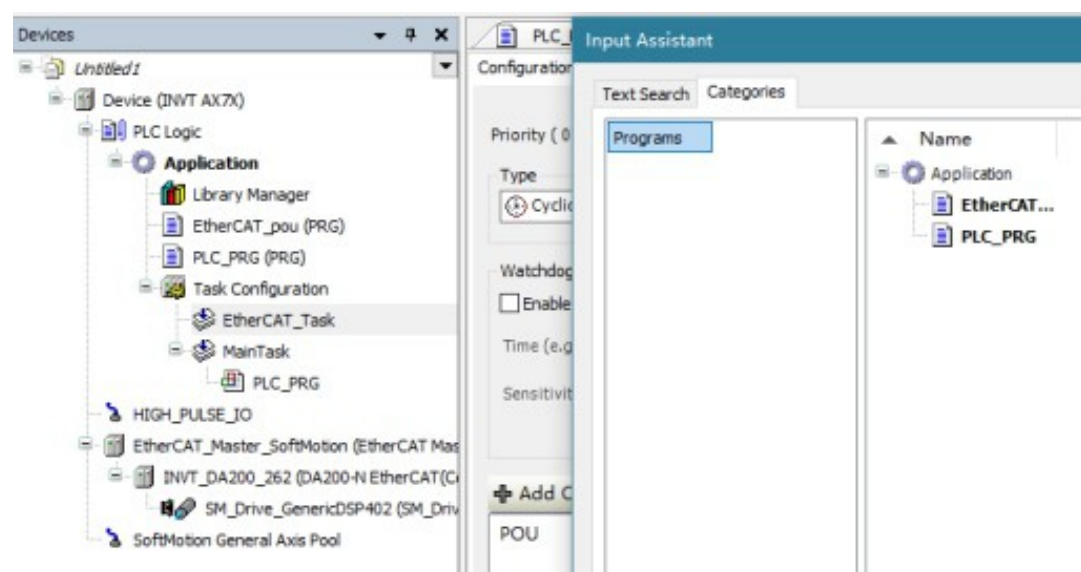 Devices
Untitled1
Device (INVT AX7X)
PLC Logic
Application
Library Manager
EtherCAT_pou (PRG)
PLC_PRG (PRG)
Task Configuration
EtherCAT_Task
MainTask
PLC_PRG
HIGH_PULSE_IO
EtherCAT_Master_SoftMotion (EtherCAT Mas
INVT_DA200_262 (DA200-N EtherCAT(C
SM_Drive_GenericDSP402 (SM_Driv
SoftMotion General Axis Pool
PLC_
Configuration
Priority ( 0
Type
Cyclic
Watchdog
Enable
Time (e.g
Sensitivit
Add C
POU
Input Assistant
Text Search
Categories
Programs
Name
Application
EtherCAT...
PLC_PRG